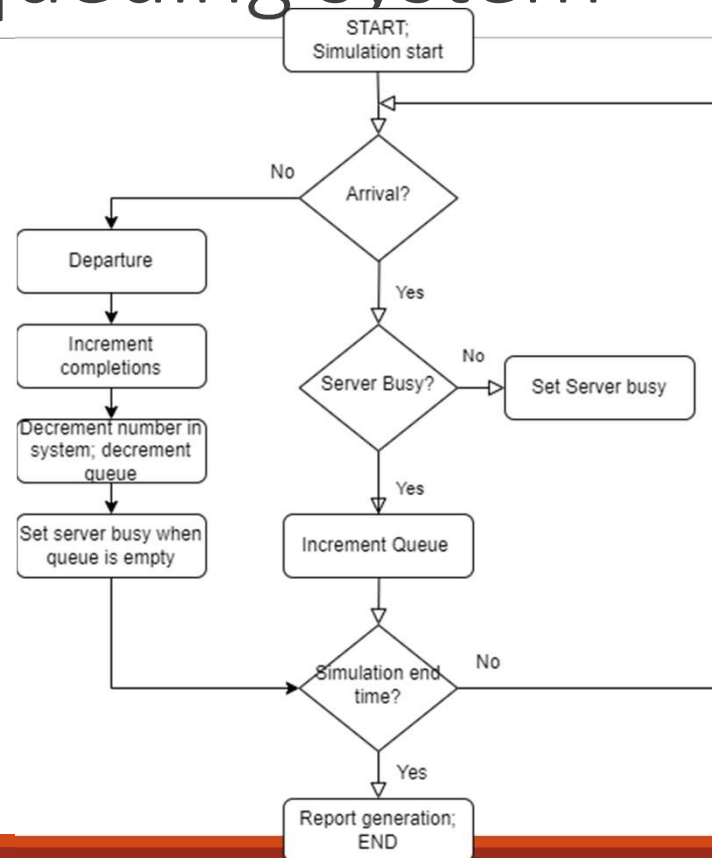 queuing system
START;
Simulation start
No
Arrival?
Departure
Yes
Increment
completions
No
Server Busy?
Set Server busy
Decrement number in
system; decrement
queue
Yes
Set server busy when
queue is empty
Increment Queue
No
Simulation end
time?
Yes
Report generation;
END